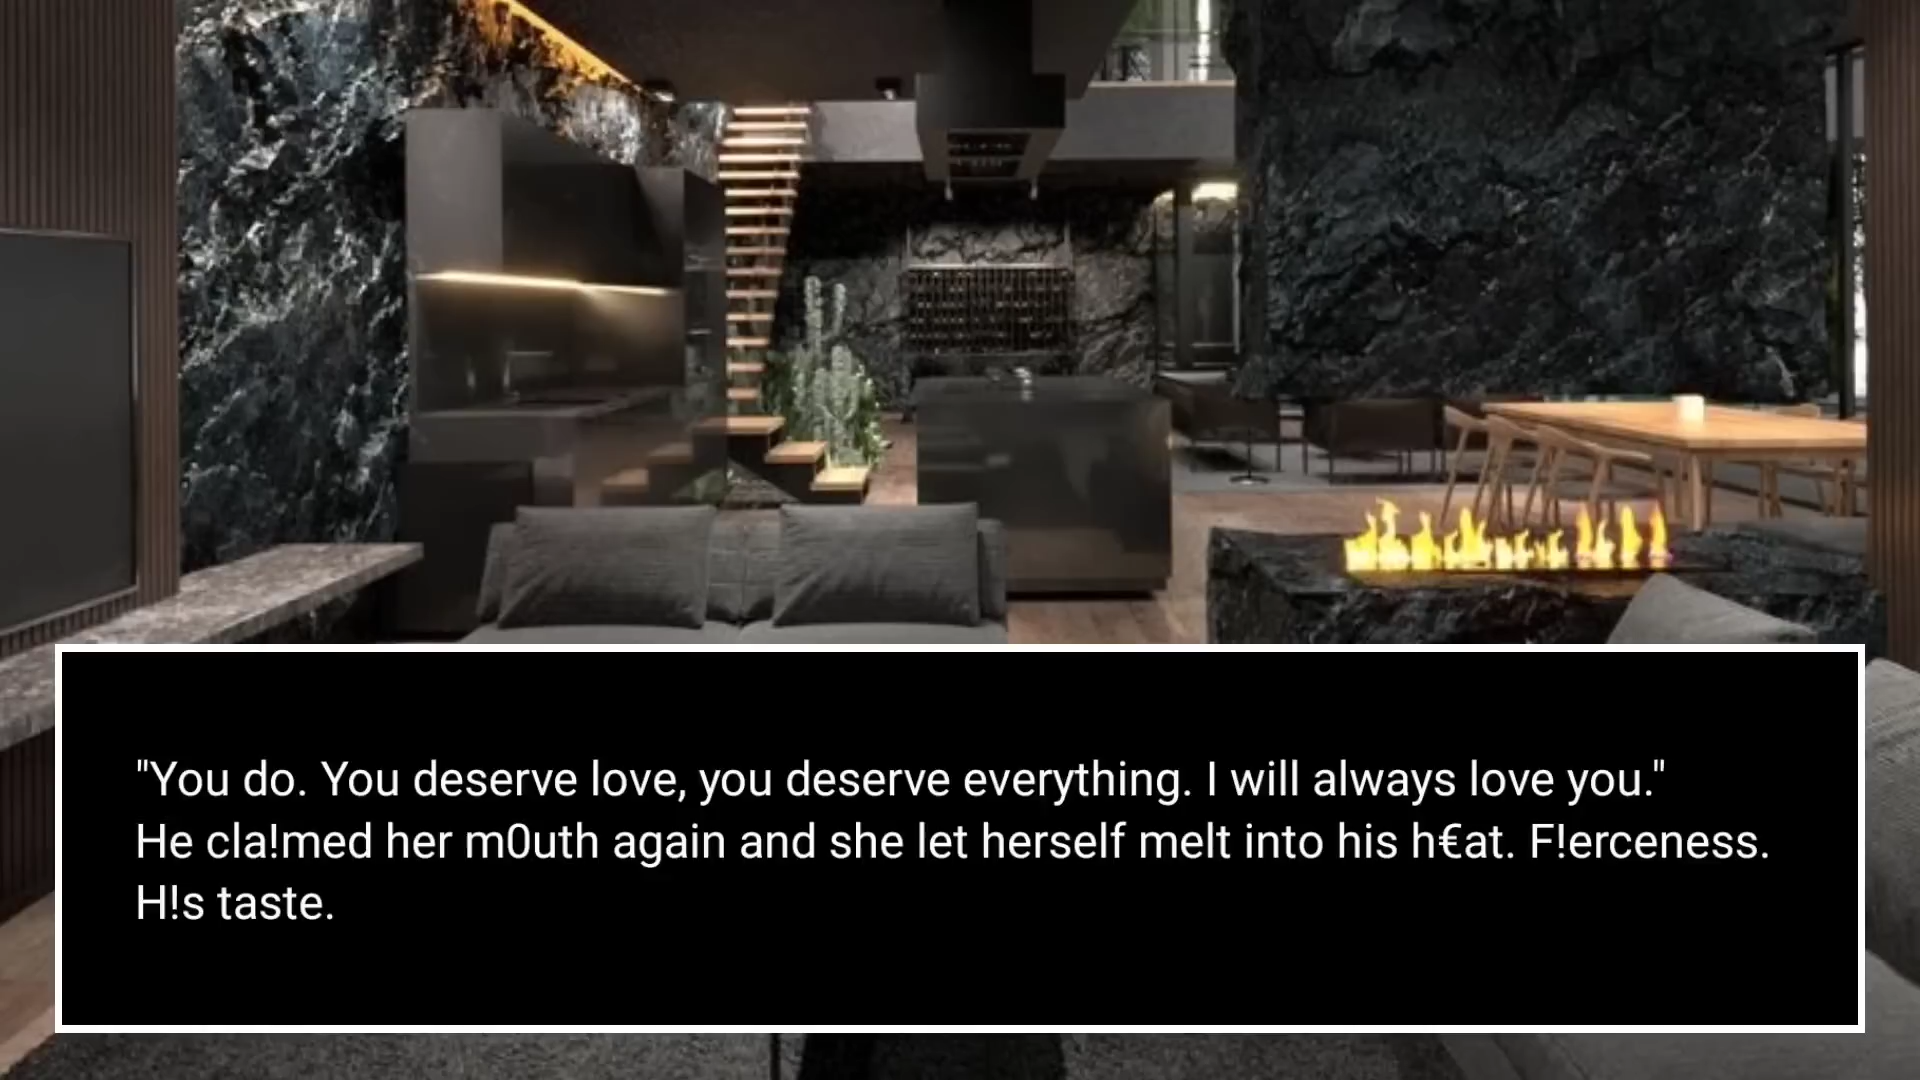 "You do. You deserve love, you deserve everything. I will always love you."
He cla!med her m0uth again and she let herself melt into his h€at. F!erceness.
H!s taste.